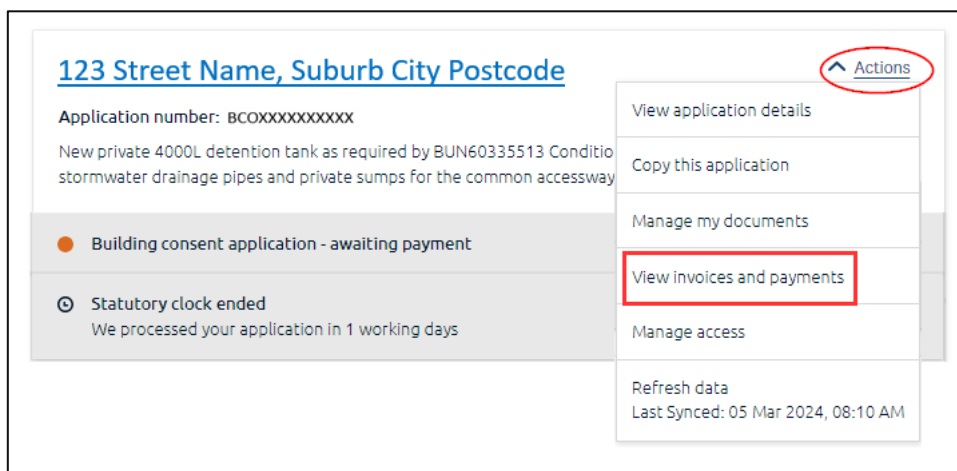 123 Street Name, Suburb City Postcode
Actions
Application number: BCOXXXXXXXXXX
New private 4000L detention tank as required by BUN60335513 Conditio
stormwater drainage pipes and private sumps for the common accessway
Building consent application - awaiting payment
Statutory clock ended
We processed your application in 1 working days
View application details
Copy this application
Manage my documents
View invoices and payments
Manage access
Refresh data
Last Synced: 05 Mar 2024, 08:10 AM